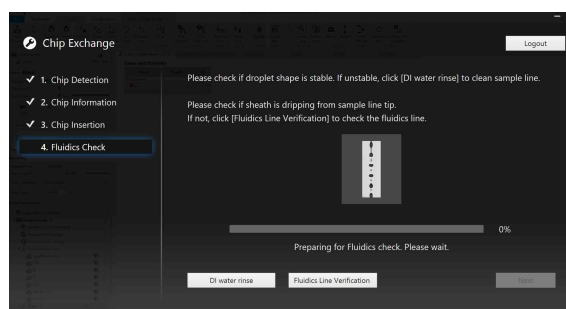 Chip Exchange
Logout
1. Chip Detection
2. Chip Information
3. Chip Insertion
4. Fluidics Check
Please check if droplet shape is stable. If unstable, click [DI water rinse] to clean sample line.
Please check if sheath is dripping from sample line tip.
If not, click [Fluidics Line Verification] to check the fluidics line.
0%
Preparing for Fluidics check. Please wait.
DI water rinse
Fluidics Line Verification
Next